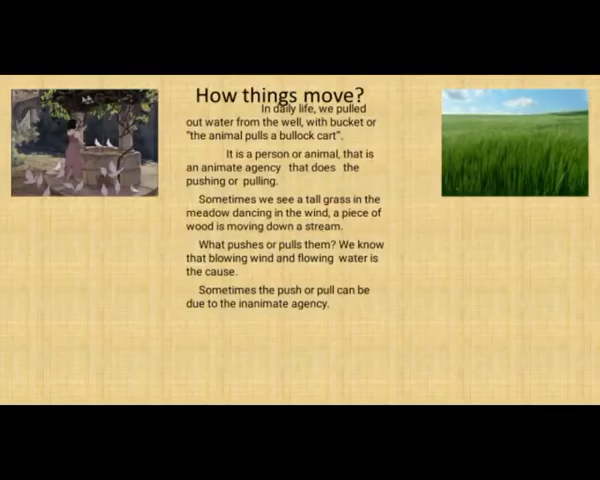 How things move?
In daily life, we pulled
out water from the well, with bucket or
"the animal pulls a bullock cart".
It is a person or animal, that is
an animate agency that does the
pushing or pulling.
Sometimes we see a tall grass in the
meadow dancing in the wind, a piece of
wood is moving down a stream.
What pushes or pulls them? We know
that blowing wind and flowing water is
the cause.
Sometimes the push or pull can be
due to the inanimate agency.